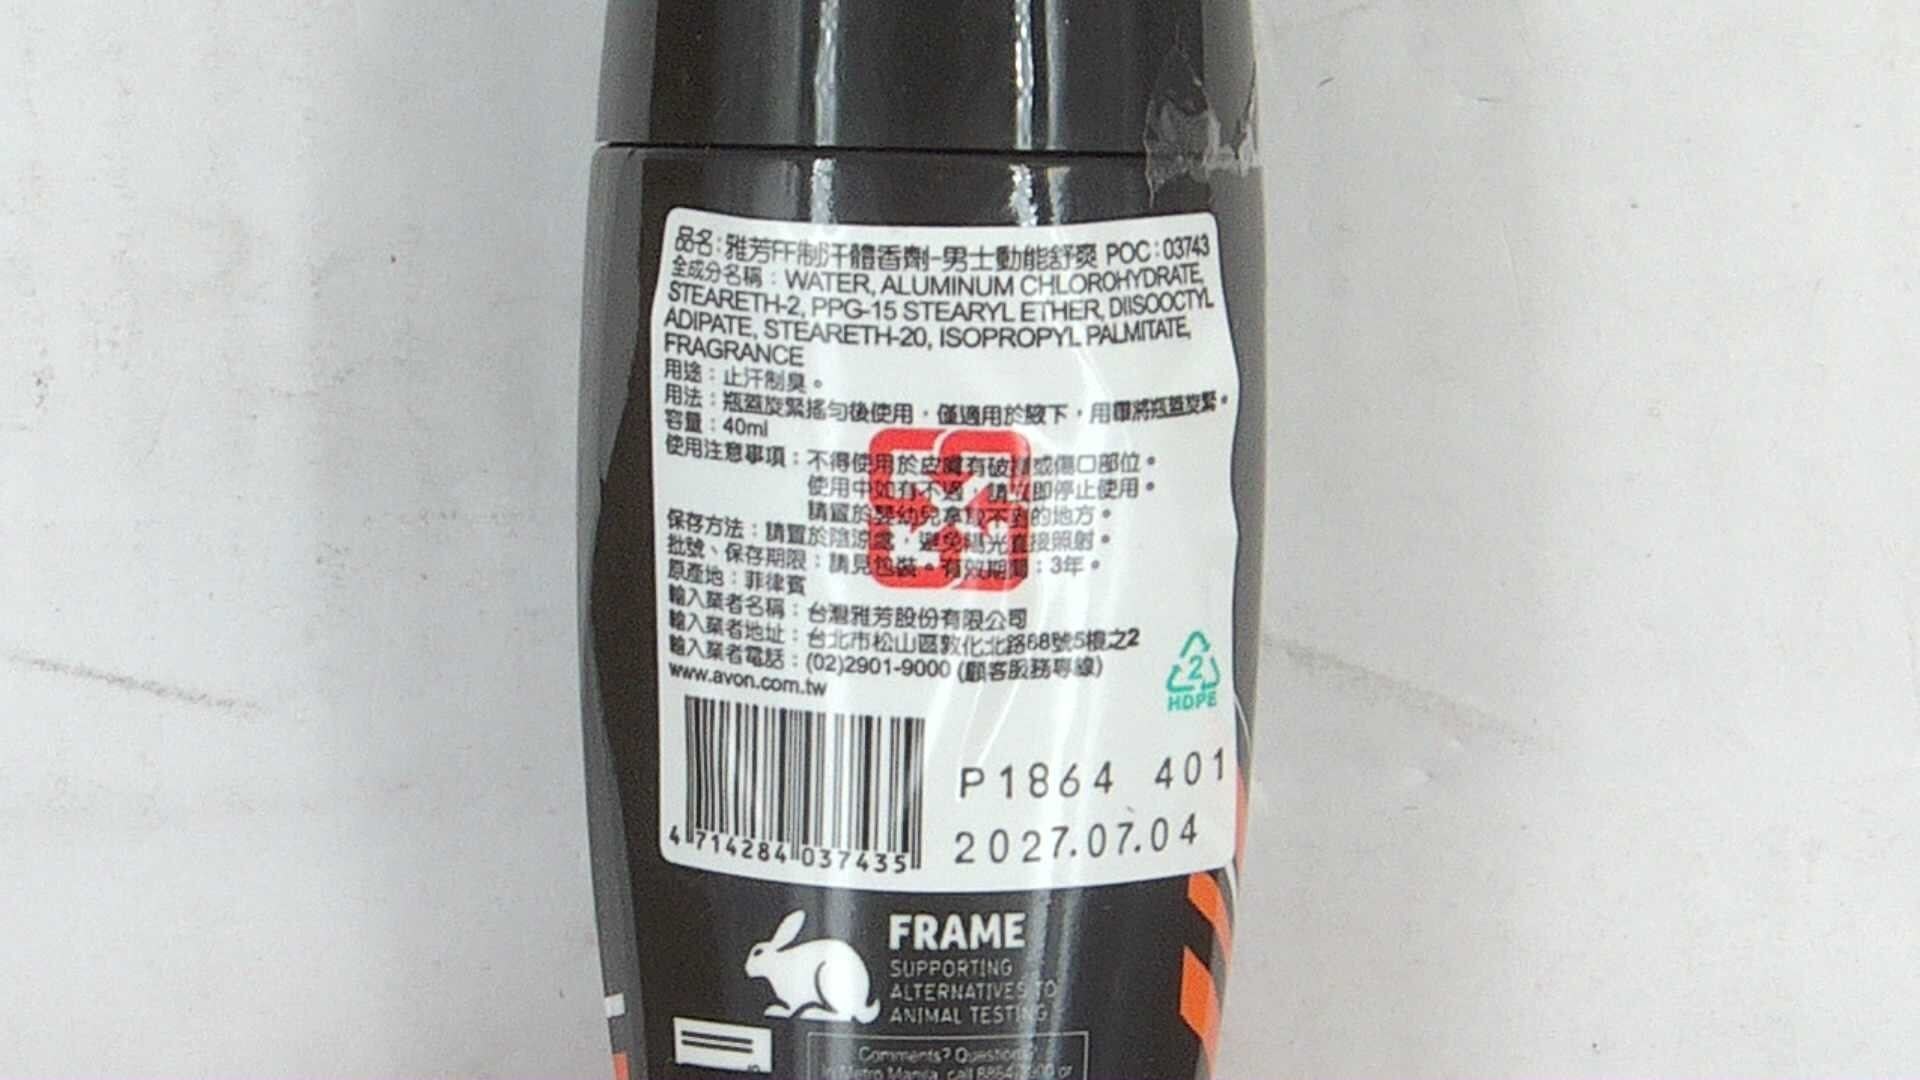 品名：雅芳FF制汗體香劑-男士動能舒爽 POC：03743
全成分名稱：WATER, ALUMINUM CHLOROHYDRATE,
STEARETH-2, PPG-15 STEARYL ETHER, DIISOOCTYL
ADIPATE, STEARETH-20, ISOPROPYL PALMITATE,
FRAGRANCE
用途：止汗制臭。
用法：瓶蓋旋緊搖勻後使用，僅適用於腋下，用畢將瓶蓋旋緊。
容量：40ml
使用注意事項：不得使用於皮膚有破損或傷口部位。
使用中如有不適，請立即停止使用。
請置於嬰幼兒拿取不到的地方。
保存方法：請置於陰涼處，避免陽光直接照射。
批號、保存期限：請見包裝。有效期間：3年。
原產地：菲律賓
輸入業者名稱：台灣雅芳股份有限公司
輸入業者地址：台北市松山區敦化北路88號5樓之2
輸入業者電話：(02)2901-9000 (顧客服務專線)
www.avon.com.tw
2
HDPE
4 714284 037435
P1864 401
2027.07.04
FRAME
SUPPORTING
ALTERNATIVES TO
ANIMAL TESTING
Comments? Questions?
In Metro Manila, call or